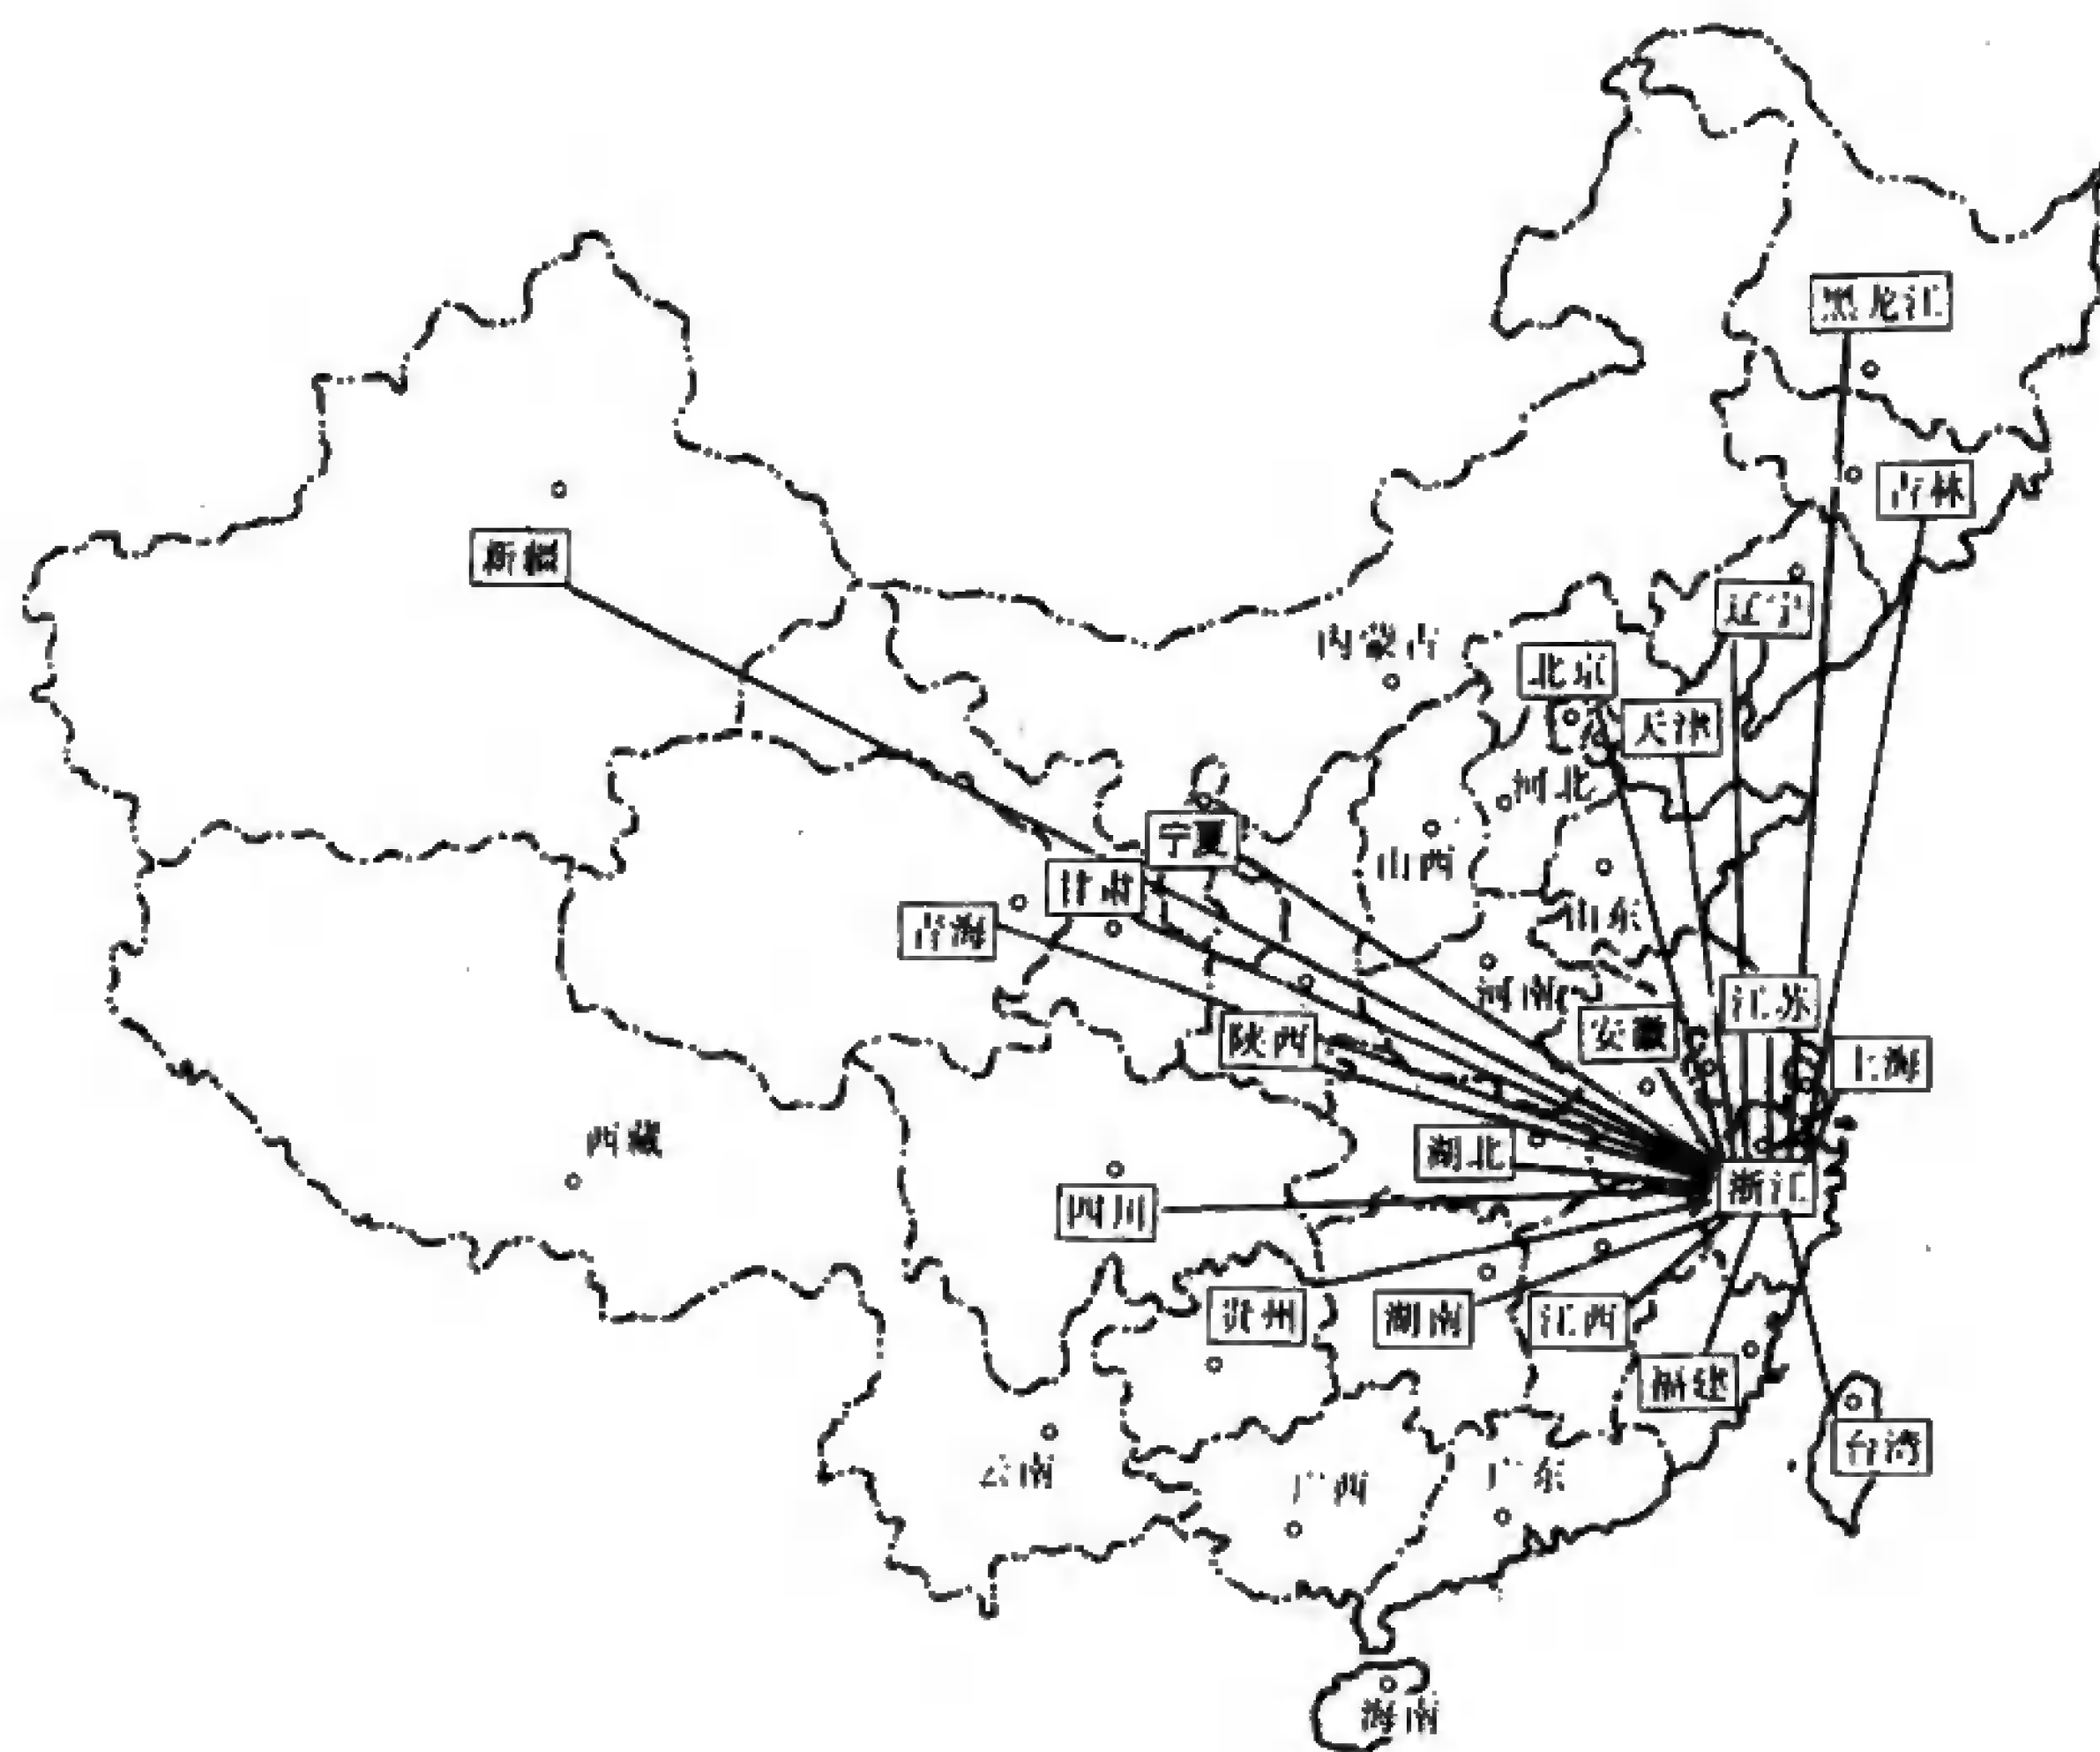 黑龙江
吉林
新疆
辽宁
内蒙古
北京
天津
河北
宁夏
山西
甘肃
山东
青海
河南
江苏
安徽
陕西
上海
西藏
湖北
浙江
四川
贵州
湖南
江西
福建
台湾
云南
广西
广东
海南